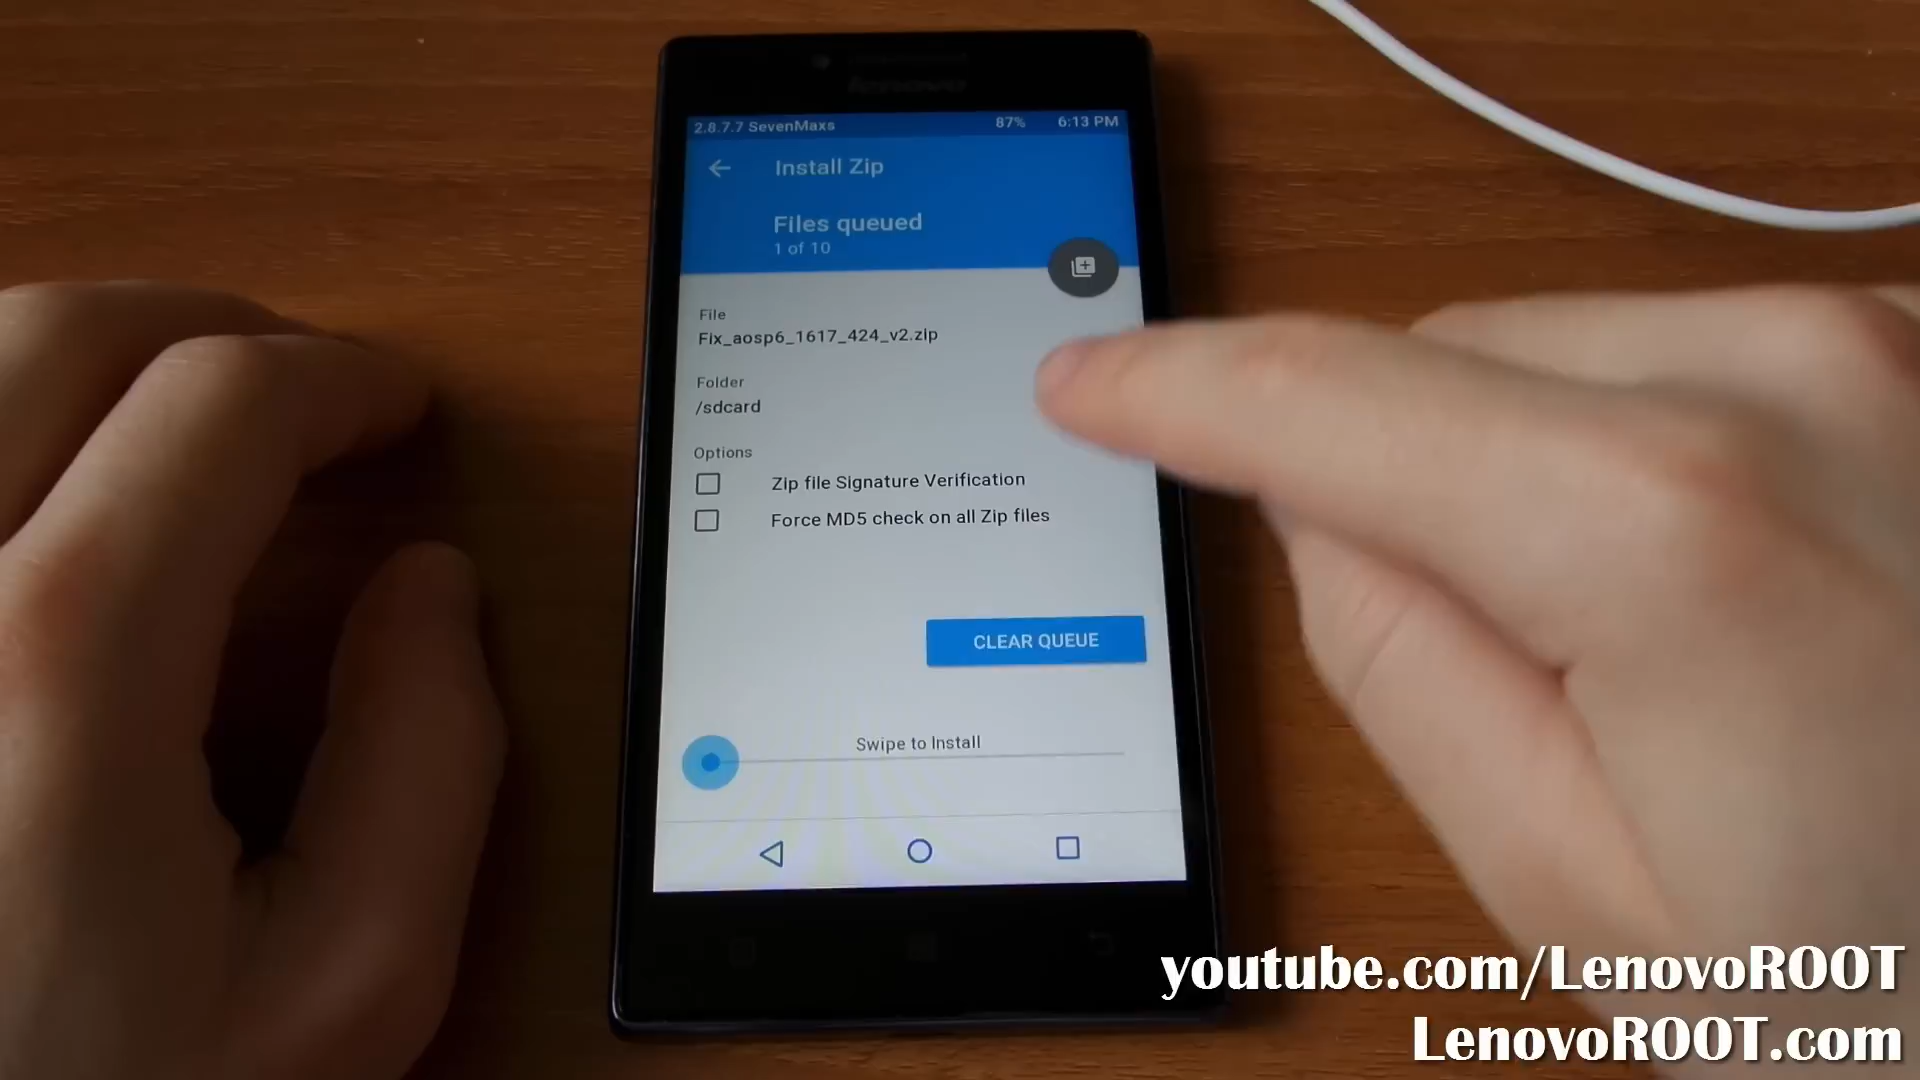 2.8.7.7 SevenMaxs 87% 6:13 PM
Install Zip
Files queued
1 of 10
File
Fix_aosp6_1617_424_v2.zip
Folder
/sdcard
Options
Zip file Signature Verification
Force MD5 check on all Zip files
CLEAR QUEUE
Swipe to Install
youtube.com/LenovoROOT
LenovoROOT.com